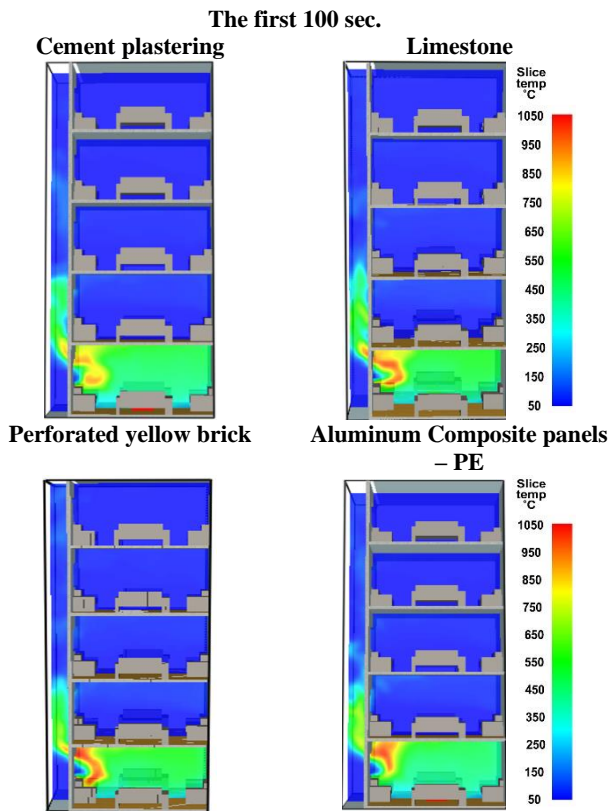 The first 100 sec.
Cement plastering
Limestone
Slice
temp
°C
1050
950
850
750
650
550
450
350
250
150
50
Perforated yellow brick
Aluminum Composite panels
– PE
Slice
temp
°C
1050
950
850
750
650
550
450
350
250
150
50